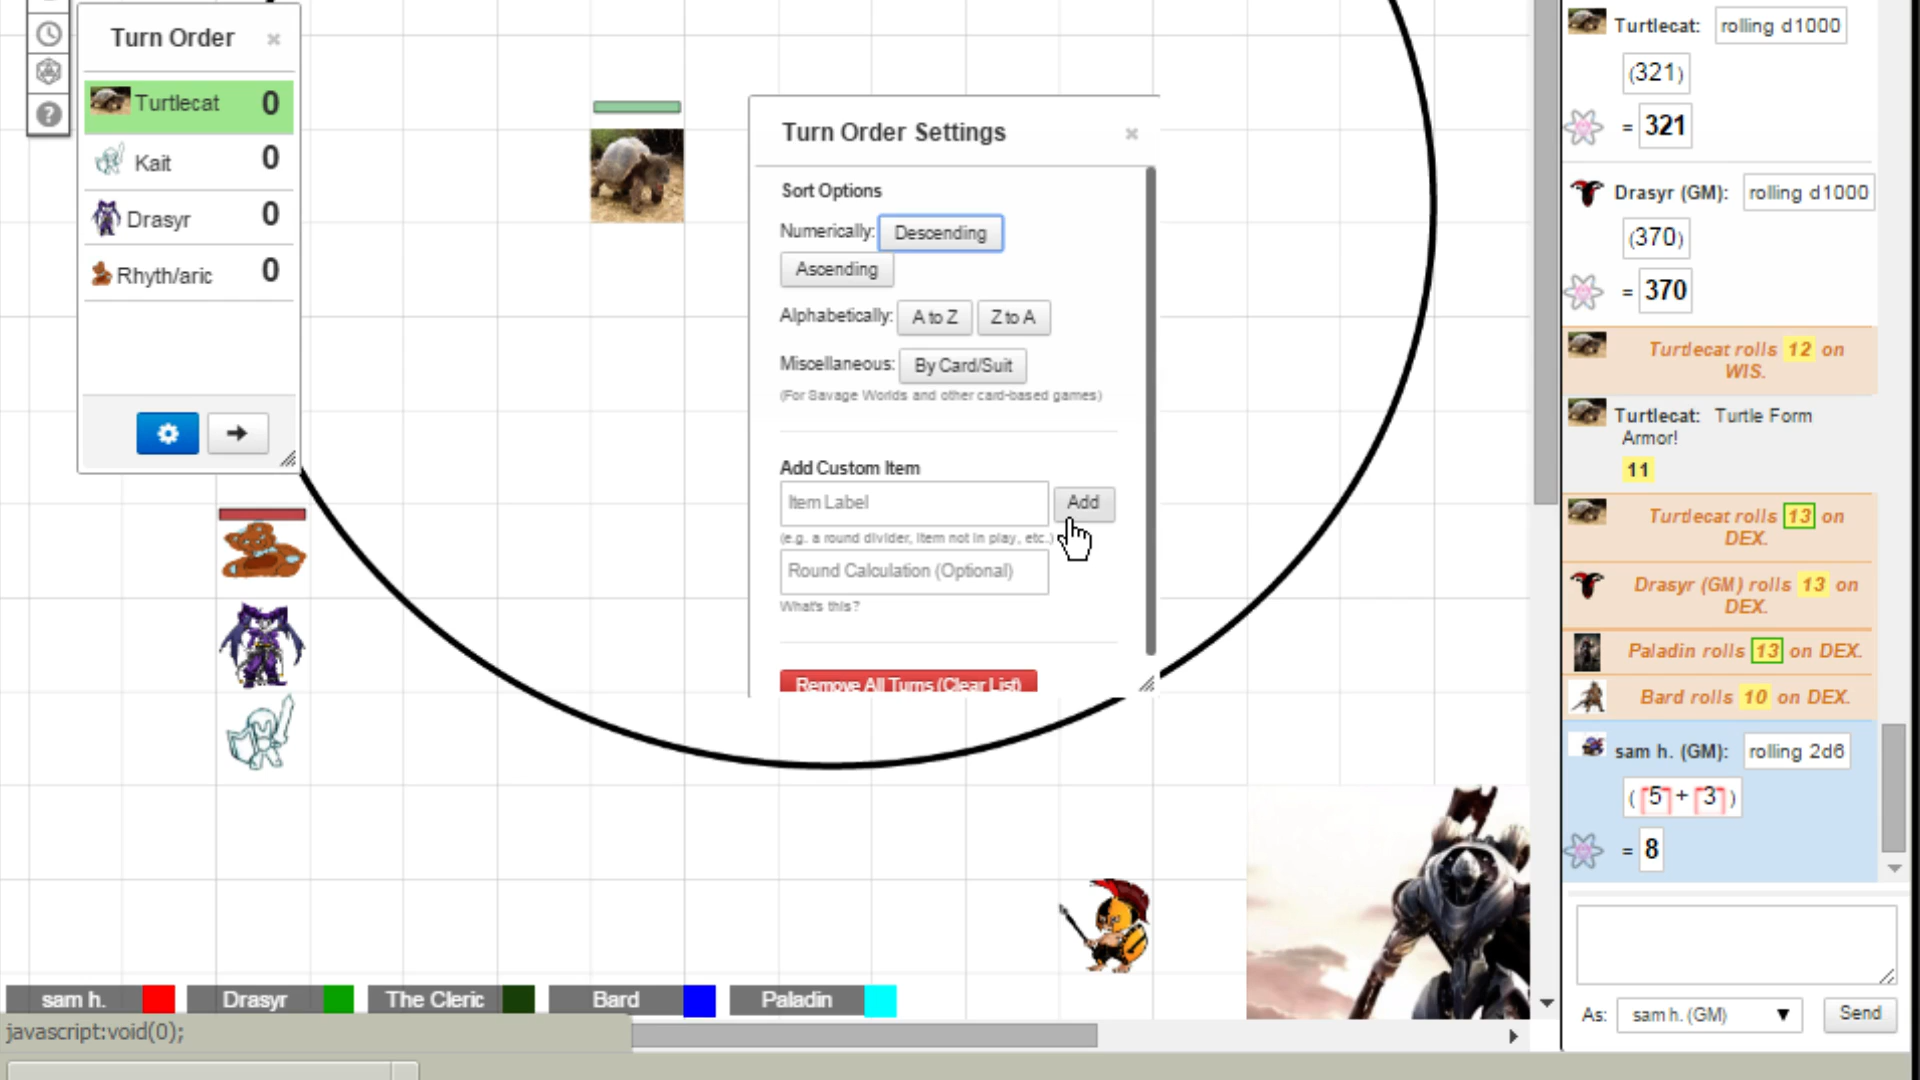 Turn Order ×
Turtlecat 0
Kait 0
Drasyr 0
Rhyth/aric 0
Turn Order Settings ×
Sort Options
Numerically: Descending
Ascending
Alphabetically: A to Z Z to A
Miscellaneous: By Card/Suit
(For Savage Worlds and other card-based games)
Add Custom Item
Item Label Add
(e.g. a round divider, item not in play, etc.)
Round Calculation (Optional)
What's this?
Remove All Turns (Clear List)
Turtlecat: rolling d1000
(321)
= 321
Drasyr (GM): rolling d1000
(370)
= 370
Turtlecat rolls 12 on
WIS.
Turtlecat: Turtle Form
Armor!
11
Turtlecat rolls 13 on
DEX.
Drasyr (GM) rolls 13 on
DEX.
Paladin rolls 13 on DEX.
Bard rolls 10 on DEX.
sam h. (GM): rolling 2d6
(5+3)
= 8
As: sam h. (GM) Send
sam h. Drasyr The Cleric Bard Paladin
javascript:void(0);